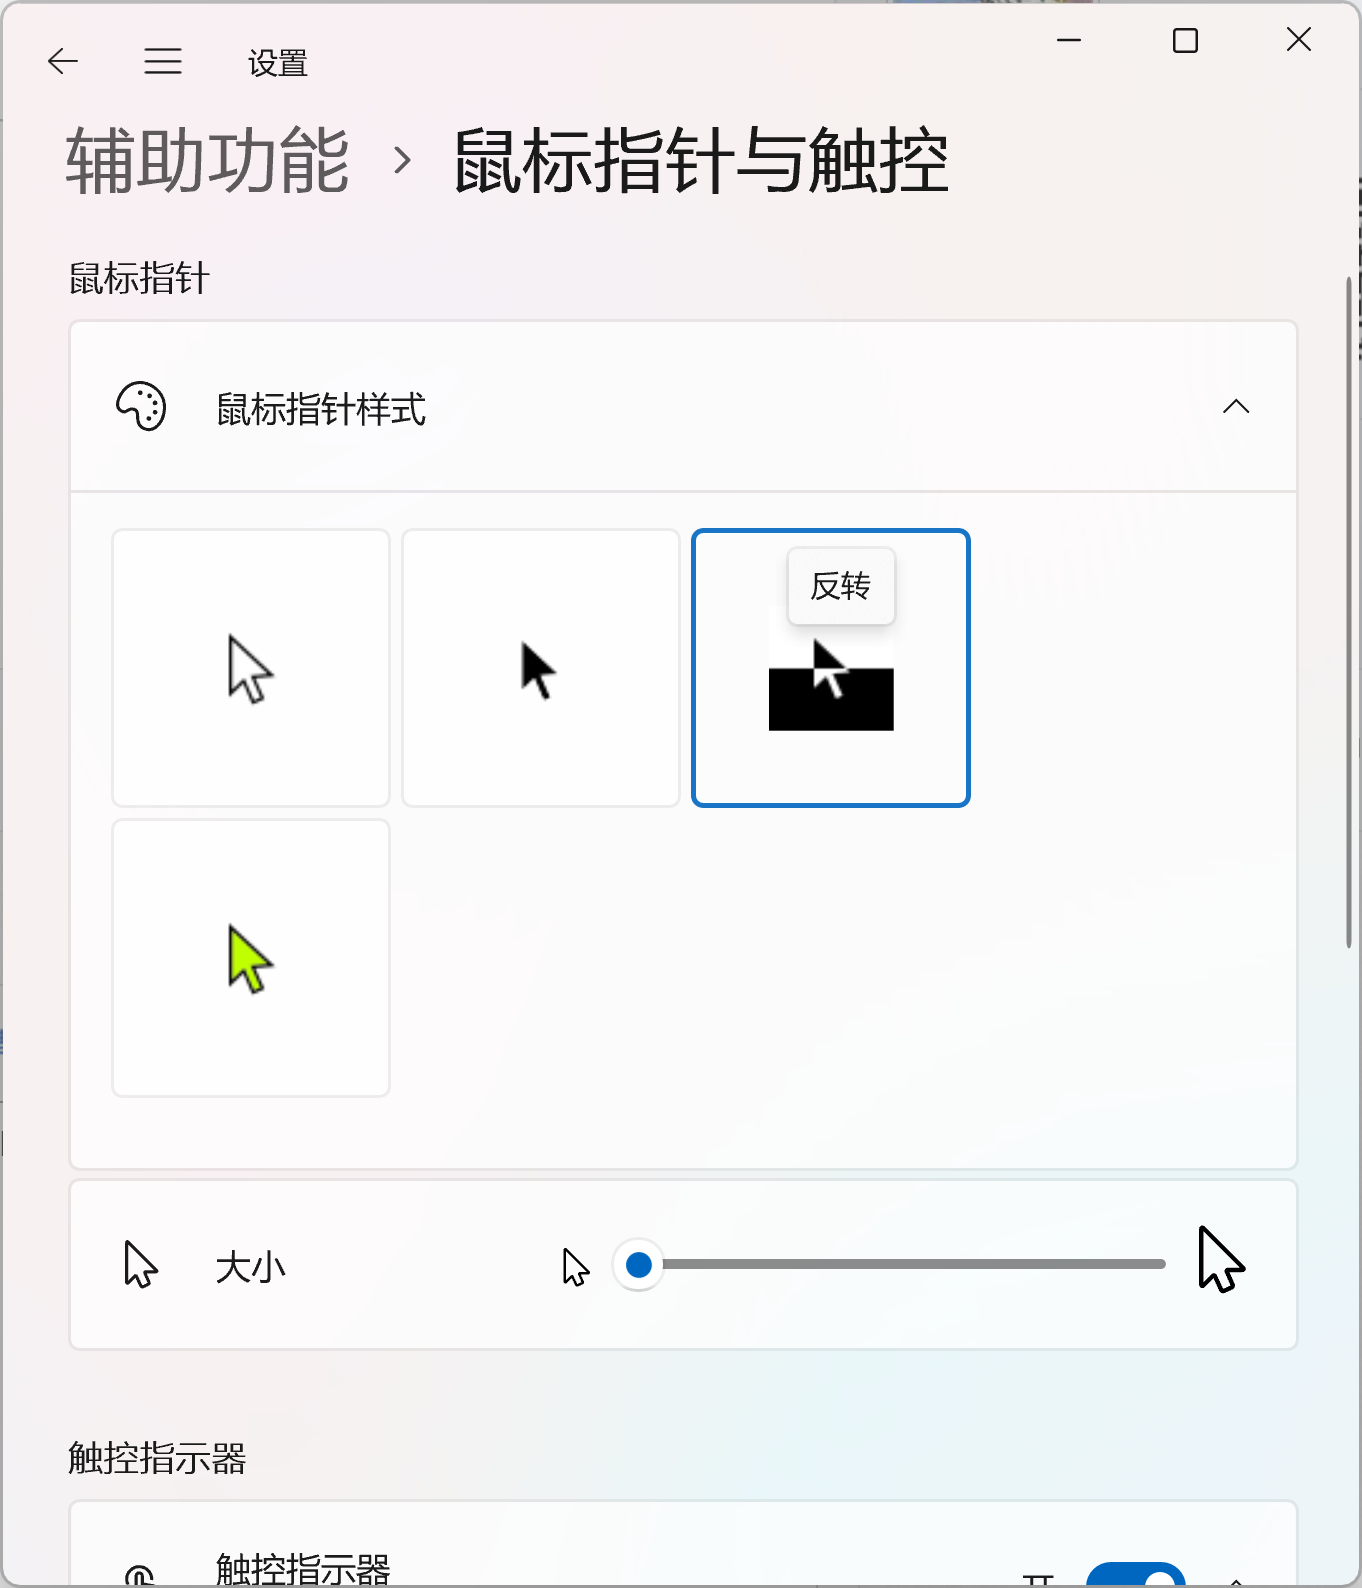 设置
辅助功能 › 鼠标指针与触控
鼠标指针
鼠标指针样式
反转
大小
触控指示器
触控指示器
开